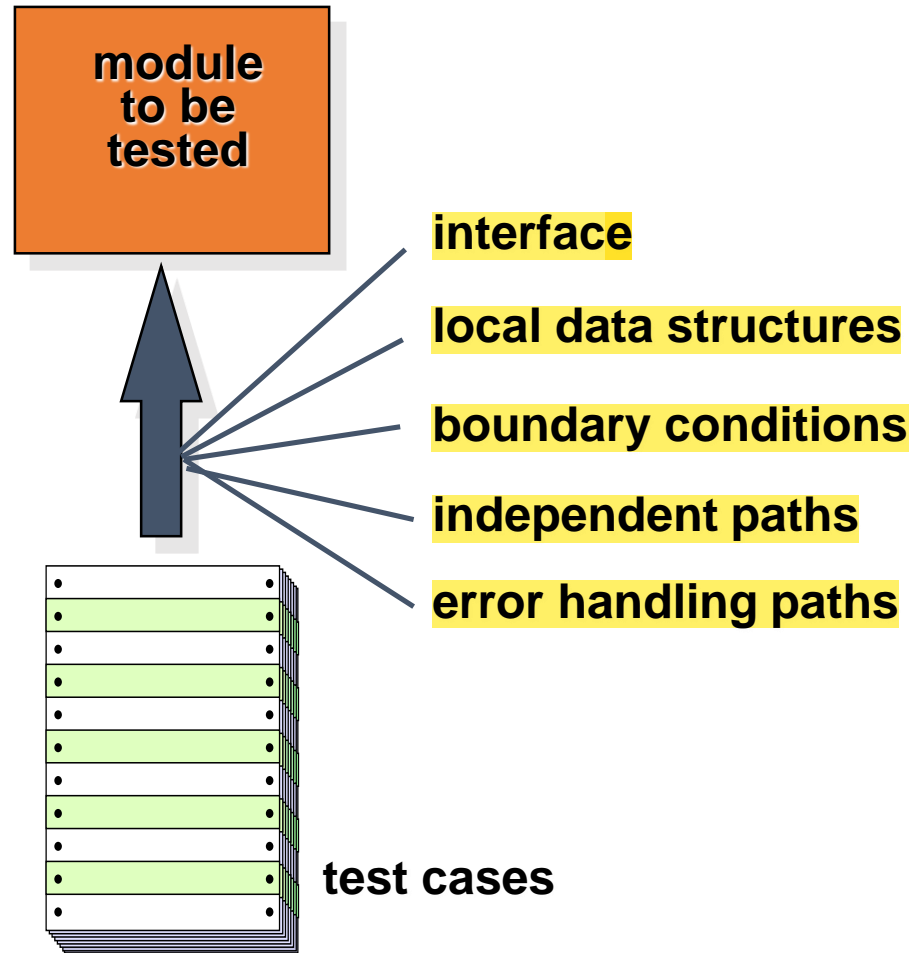 module
to be
tested
interface
local data structures
boundary conditions
independent paths
error handling paths
test cases